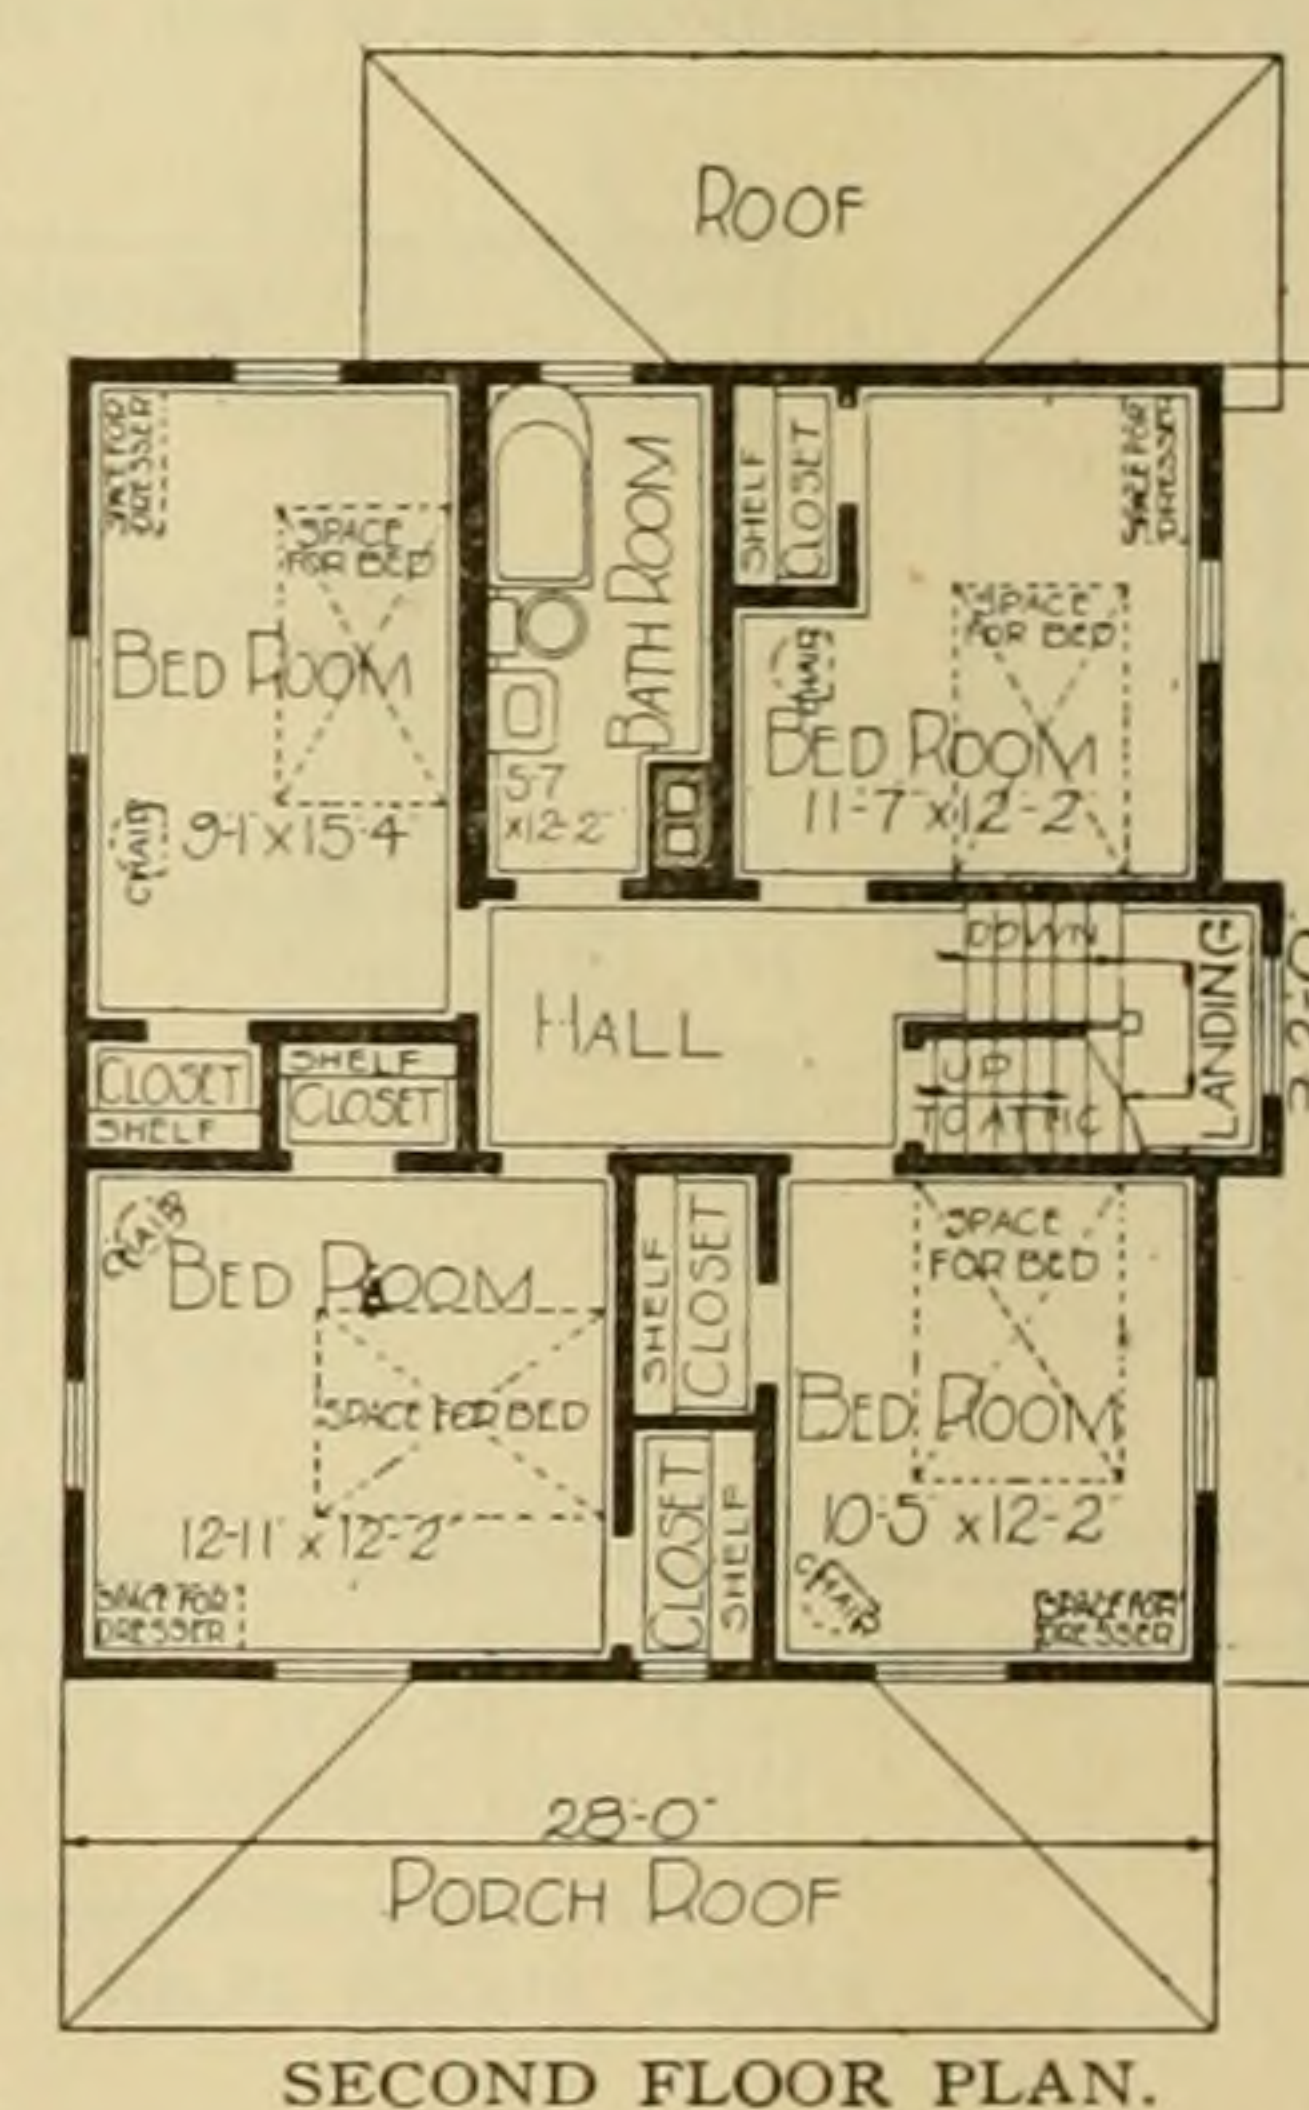 ROOF
SPACE FOR
DRESSER
SPACE
FOR BED
BED ROOM
CHAIR
9-1 x 15-4
BATH ROOM
5-7
x12-2
SHELF
CLOSET
SPACE FOR
DRESSER
SPACE
FOR BED
CHAIR
BED ROOM
11-7 x 12-2
HALL
DOWN
UP
TO ATTIC
LANDING
CLOSET
SHELF
SHELF
CLOSET
CHAIR
BED ROOM
SPACE FOR BED
12-11 x 12-2
SPACE FOR
DRESSER
SHELF
CLOSET
CLOSET
SHELF
SPACE
FOR BED
BED ROOM
10-5 x 12-2
CHAIR
SPACE FOR
DRESSER
28-0
PORCH ROOF
SECOND FLOOR PLAN.